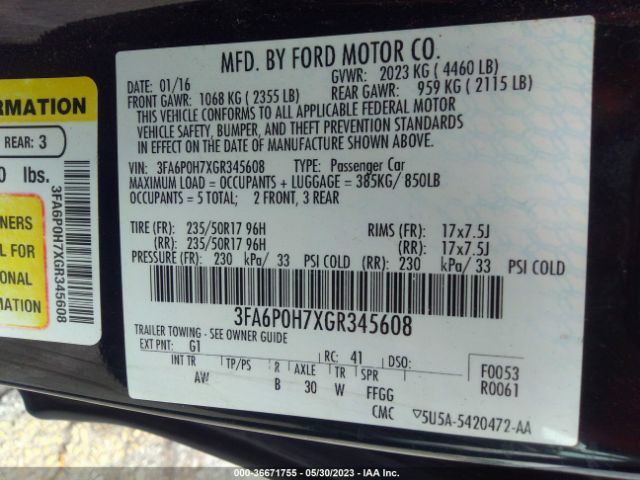 MFD. BY FORD MOTOR CO.
DATE: 01/16 GVWR: 2023 KG ( 4460 LB)
FRONT GAWR: 1068 KG ( 2355 LB) REAR GAWR: 959 KG ( 2115 LB)
THIS VEHICLE CONFORMS TO ALL APPLICABLE FEDERAL MOTOR
VEHICLE SAFETY, BUMPER, AND THEFT PREVENTION STANDARDS
IN EFFECT ON THE DATE OF MANUFACTURE SHOWN ABOVE.
VIN: 3FA6P0H7XGR345608 TYPE: Passenger Car
MAXIMUM LOAD = OCCUPANTS + LUGGAGE = 385KG/ 850LB
OCCUPANTS = 5 TOTAL; 2 FRONT, 3 REAR
TIRE (FR): 235/50R17 96H RIMS (FR): 17x7.5J
(RR): 235/50R17 96H (RR): 17x7.5J
PRESSURE (FR): 230 kPa/ 33 PSI COLD (RR): 230 kPa/ 33 PSI COLD
3FA6P0H7XGR345608
TRAILER TOWING - SEE OWNER GUIDE
EXT PNT: G1 RC: 41 DSO: F0053
R0061
INT TR TP/PS R AXLE TR SPR
AW B 30 W FFGG
CMC ▽5U5A-5420472-AA
ORMATION
REAR: 3
0 lbs.
NERS
L FOR
ONAL
MATION
3FA6P0H7XGR345608
000-36671755 - 05/30/2023 - IAA Inc.